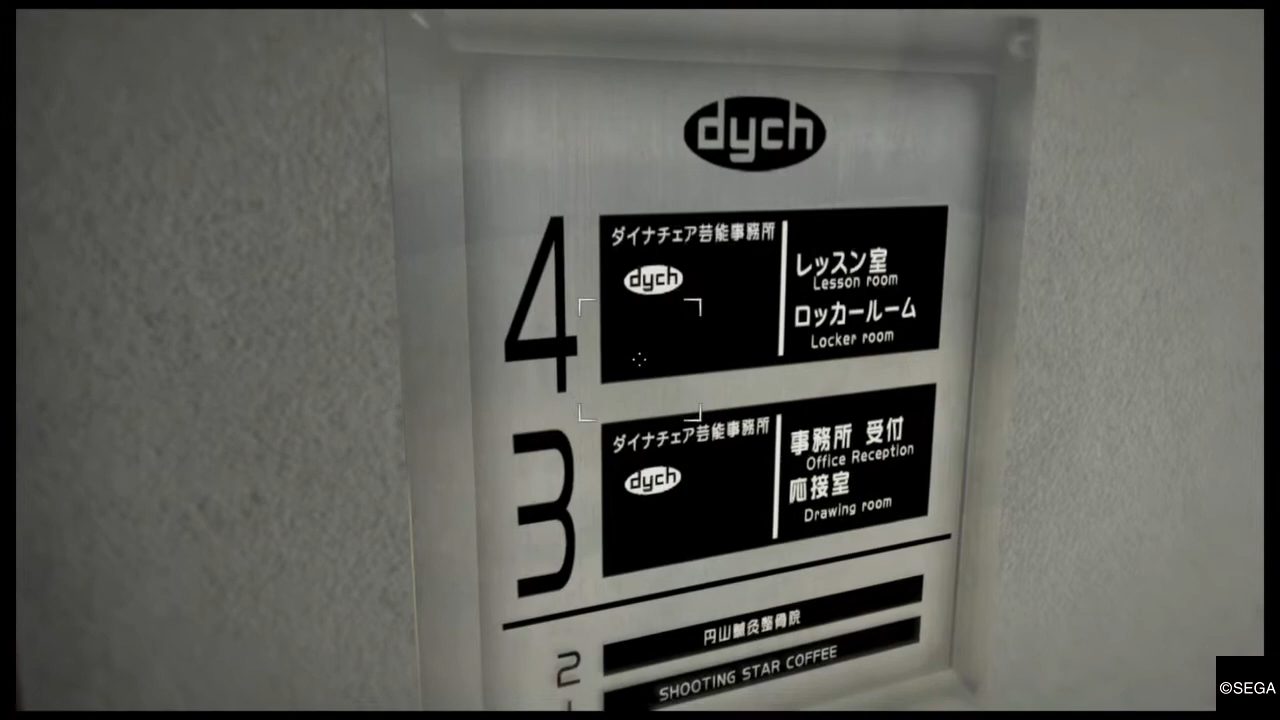 dych
4
ダイナチェア芸能事務所
dych
レッスン室
Lesson room
ロッカールーム
Locker room
3
ダイナチェア芸能事務所
dych
事務所 受付
Office Reception
応接室
Drawing room
2
円山鍼灸整骨院
SHOOTING STAR COFFEE
©SEGA